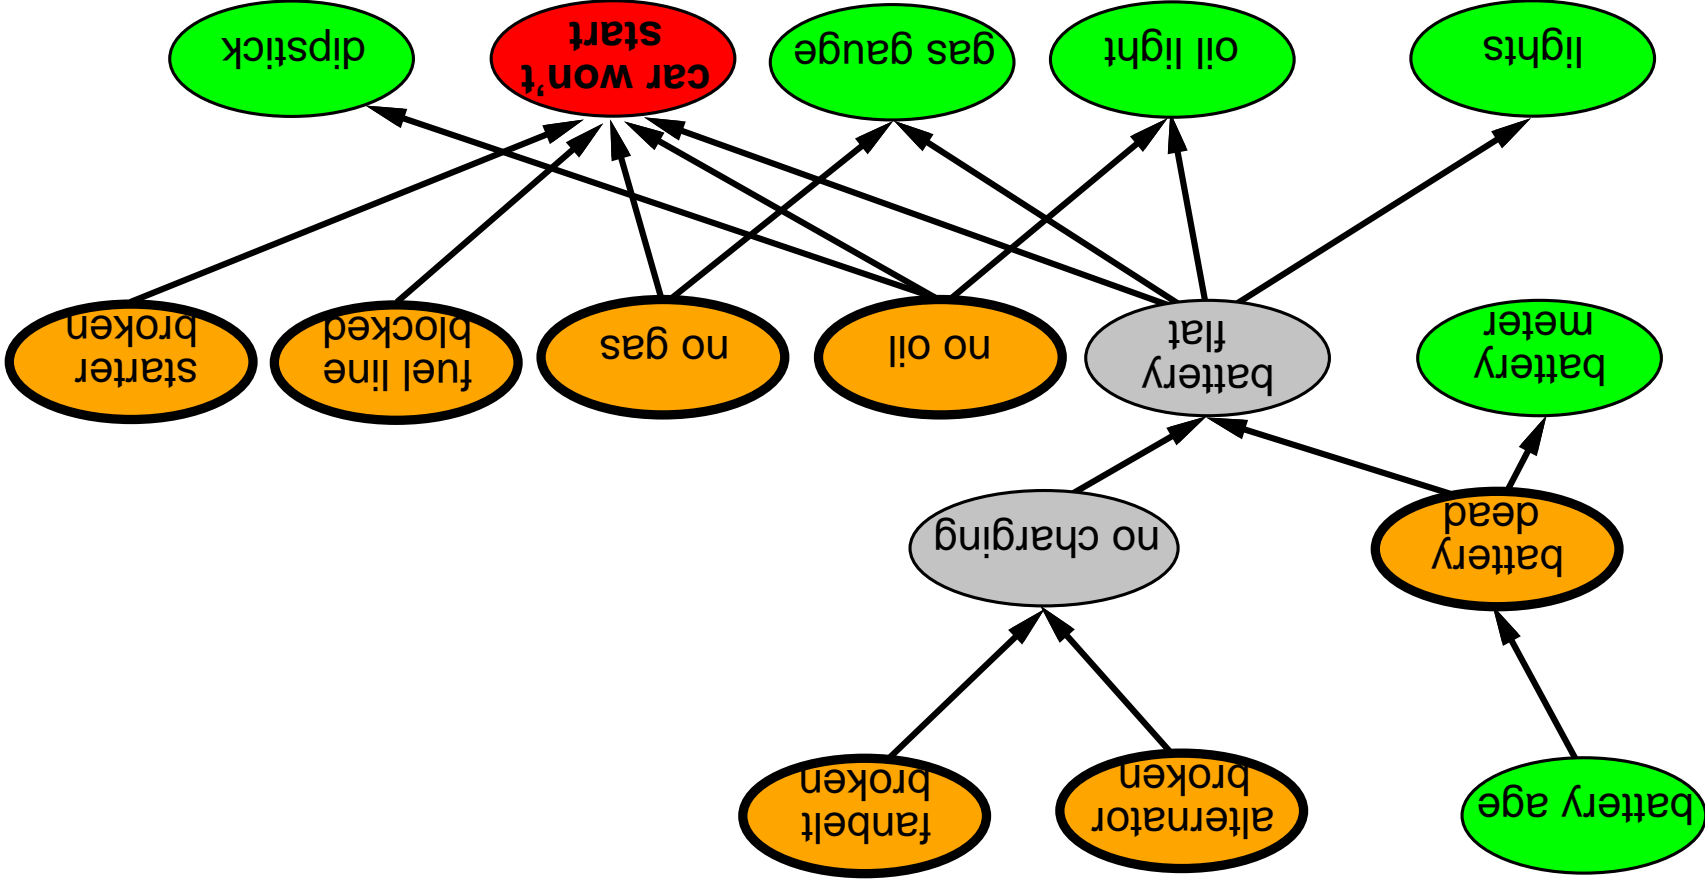 battery age
alternator
broken
fanbelt
broken
battery
dead
no charging
battery
meter
battery
flat
no oil
no gas
fuel line
blocked
starter
broken
lights
oil light
gas gauge
car won't
start
dipstick